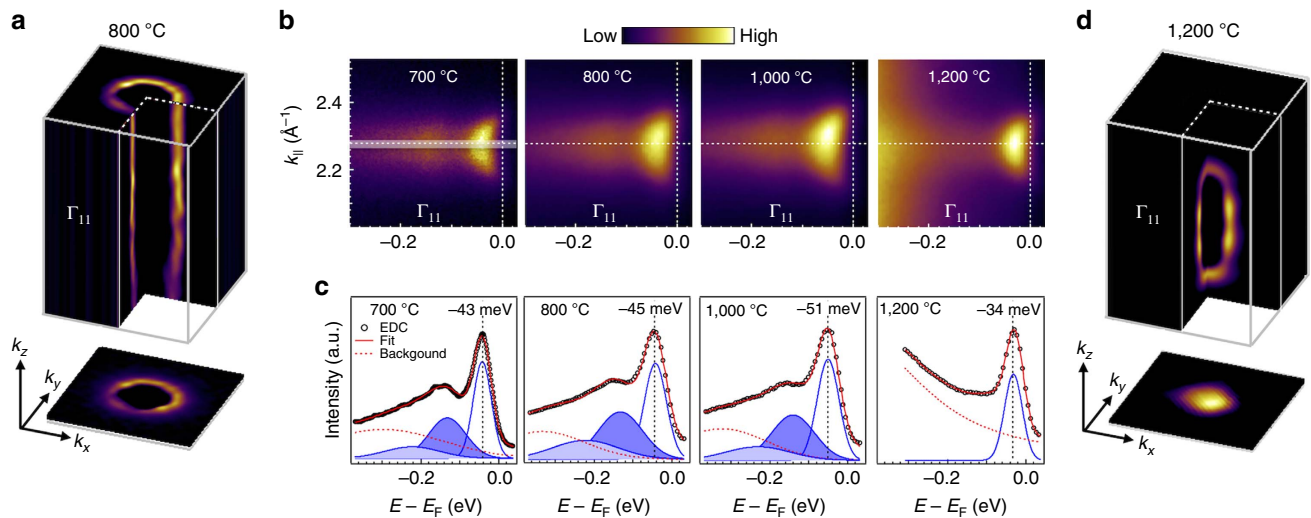 a
800 °C
Γ11
kz
ky
kx
b
Low High
700 °C
800 °C
1,000 °C
1,200 °C
k|| (Å–1)
2.4
2.2
Γ11
Γ11
Γ11
Γ11
–0.2 0.0
–0.2 0.0
–0.2 0.0
–0.2 0.0
c
Intensity (a.u.)
700 °C –43 meV
EDC
Fit
Backgound
800 °C –45 meV
1,000 °C –51 meV
1,200 °C –34 meV
–0.2 0.0
–0.2 0.0
–0.2 0.0
–0.2 0.0
E – EF (eV)
E – EF (eV)
E – EF (eV)
E – EF (eV)
d
1,200 °C
Γ11
kz
ky
kx